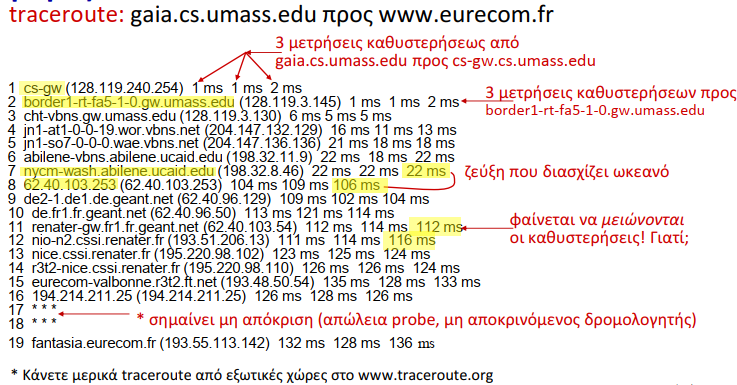 traceroute: gaia.cs.umass.edu προς www.eurecom.fr
3 μετρήσεις καθυστερήσεως από
gaia.cs.umass.edu προς cs-gw.cs.umass.edu
1 cs-gw (128.119.240.254) 1 ms 1 ms 2 ms
2 border1-rt-fa5-1-0.gw.umass.edu (128.119.3.145) 1 ms 1 ms 2 ms
3 μετρήσεις καθυστερήσεων προς
border1-rt-fa5-1-0.gw.umass.edu
3 cht-vbns.gw.umass.edu (128.119.3.130) 6 ms 5 ms 5 ms
4 jn1-at1-0-0-19.wor.vbns.net (204.147.132.129) 16 ms 11 ms 13 ms
5 jn1-so7-0-0-0.wae.vbns.net (204.147.136.136) 21 ms 18 ms 18 ms
6 abilene-vbns.abilene.ucaid.edu (198.32.11.9) 22 ms 18 ms 22 ms
7 nycm-wash.abilene.ucaid.edu (198.32.8.46) 22 ms 22 ms 22 ms
ζεύξη που διασχίζει ωκεανό
8 62.40.103.253 (62.40.103.253) 104 ms 109 ms 106 ms
9 de2-1.de1.de.geant.net (62.40.96.129) 109 ms 102 ms 104 ms
10 de.fr1.fr.geant.net (62.40.96.50) 113 ms 121 ms 114 ms
11 renater-gw.fr1.fr.geant.net (62.40.103.54) 112 ms 114 ms 112 ms
φαίνεται να μειώνονται
οι καθυστερήσεις! Γιατί;
12 nio-n2.cssi.renater.fr (193.51.206.13) 111 ms 114 ms 116 ms
13 nice.cssi.renater.fr (195.220.98.102) 123 ms 125 ms 124 ms
14 r3t2-nice.cssi.renater.fr (195.220.98.110) 126 ms 126 ms 124 ms
15 eurecom-valbonne.r3t2.ft.net (193.48.50.54) 135 ms 128 ms 133 ms
16 194.214.211.25 (194.214.211.25) 126 ms 128 ms 126 ms
17 * * *
18 * * *
* σημαίνει μη απόκριση (απώλεια probe, μη αποκρινόμενος δρομολογητής)
19 fantasia.eurecom.fr (193.55.113.142) 132 ms 128 ms 136 ms
* Κάνετε μερικά traceroute από εξωτικές χώρες στο www.traceroute.org